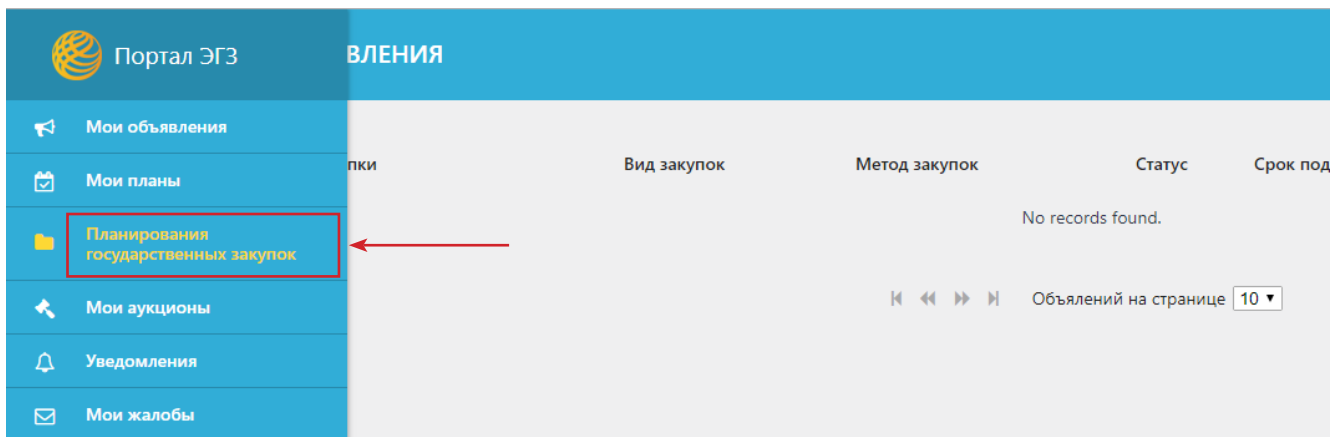 Портал ЭГЗ
ВЛЕНИЯ
Мои объявления
Мои планы
Планирования
государственных закупок
Мои аукционы
Уведомления
Мои жалобы
пки Вид закупок Метод закупок Статус Срок под
No records found.
Объялений на странице 10